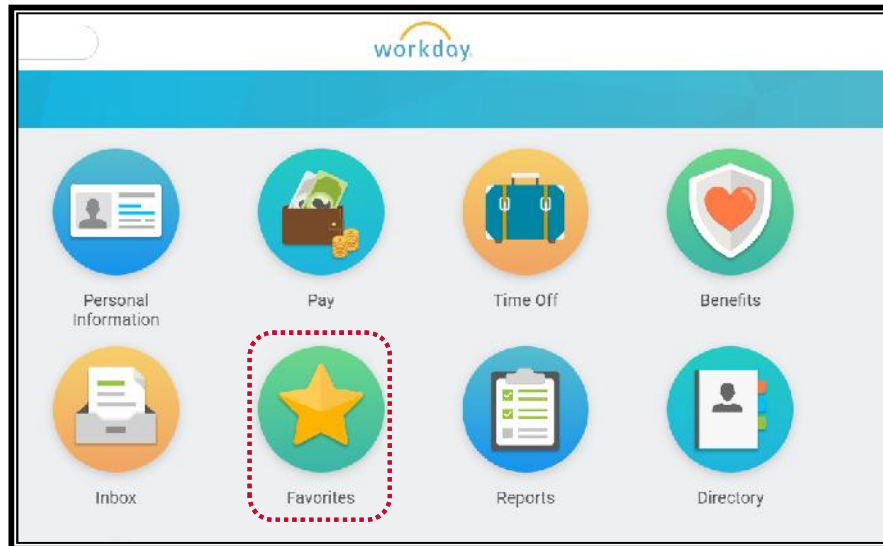 workday
Personal
Information
Pay
Time Off
Benefits
Inbox
Favorites
Reports
Directory